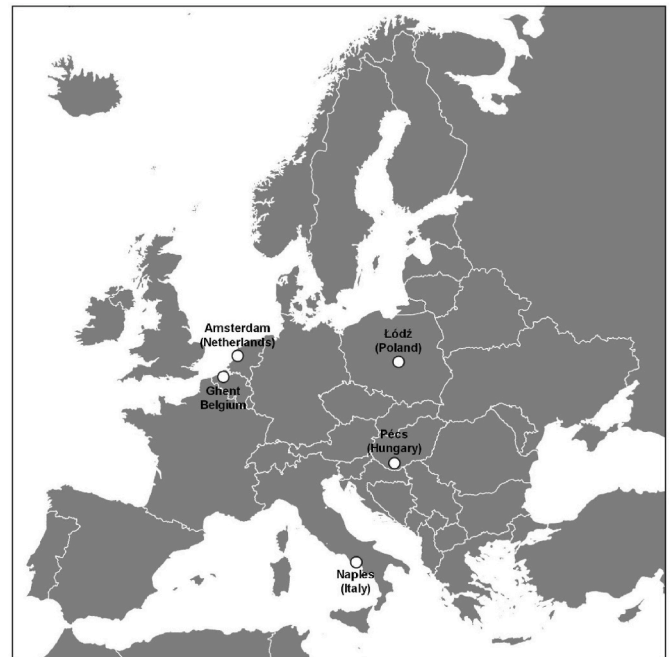 Amsterdam
(Netherlands)
Łódź
(Poland)
Ghent
Belgium
Pécs
(Hungary)
Naples
(Italy)